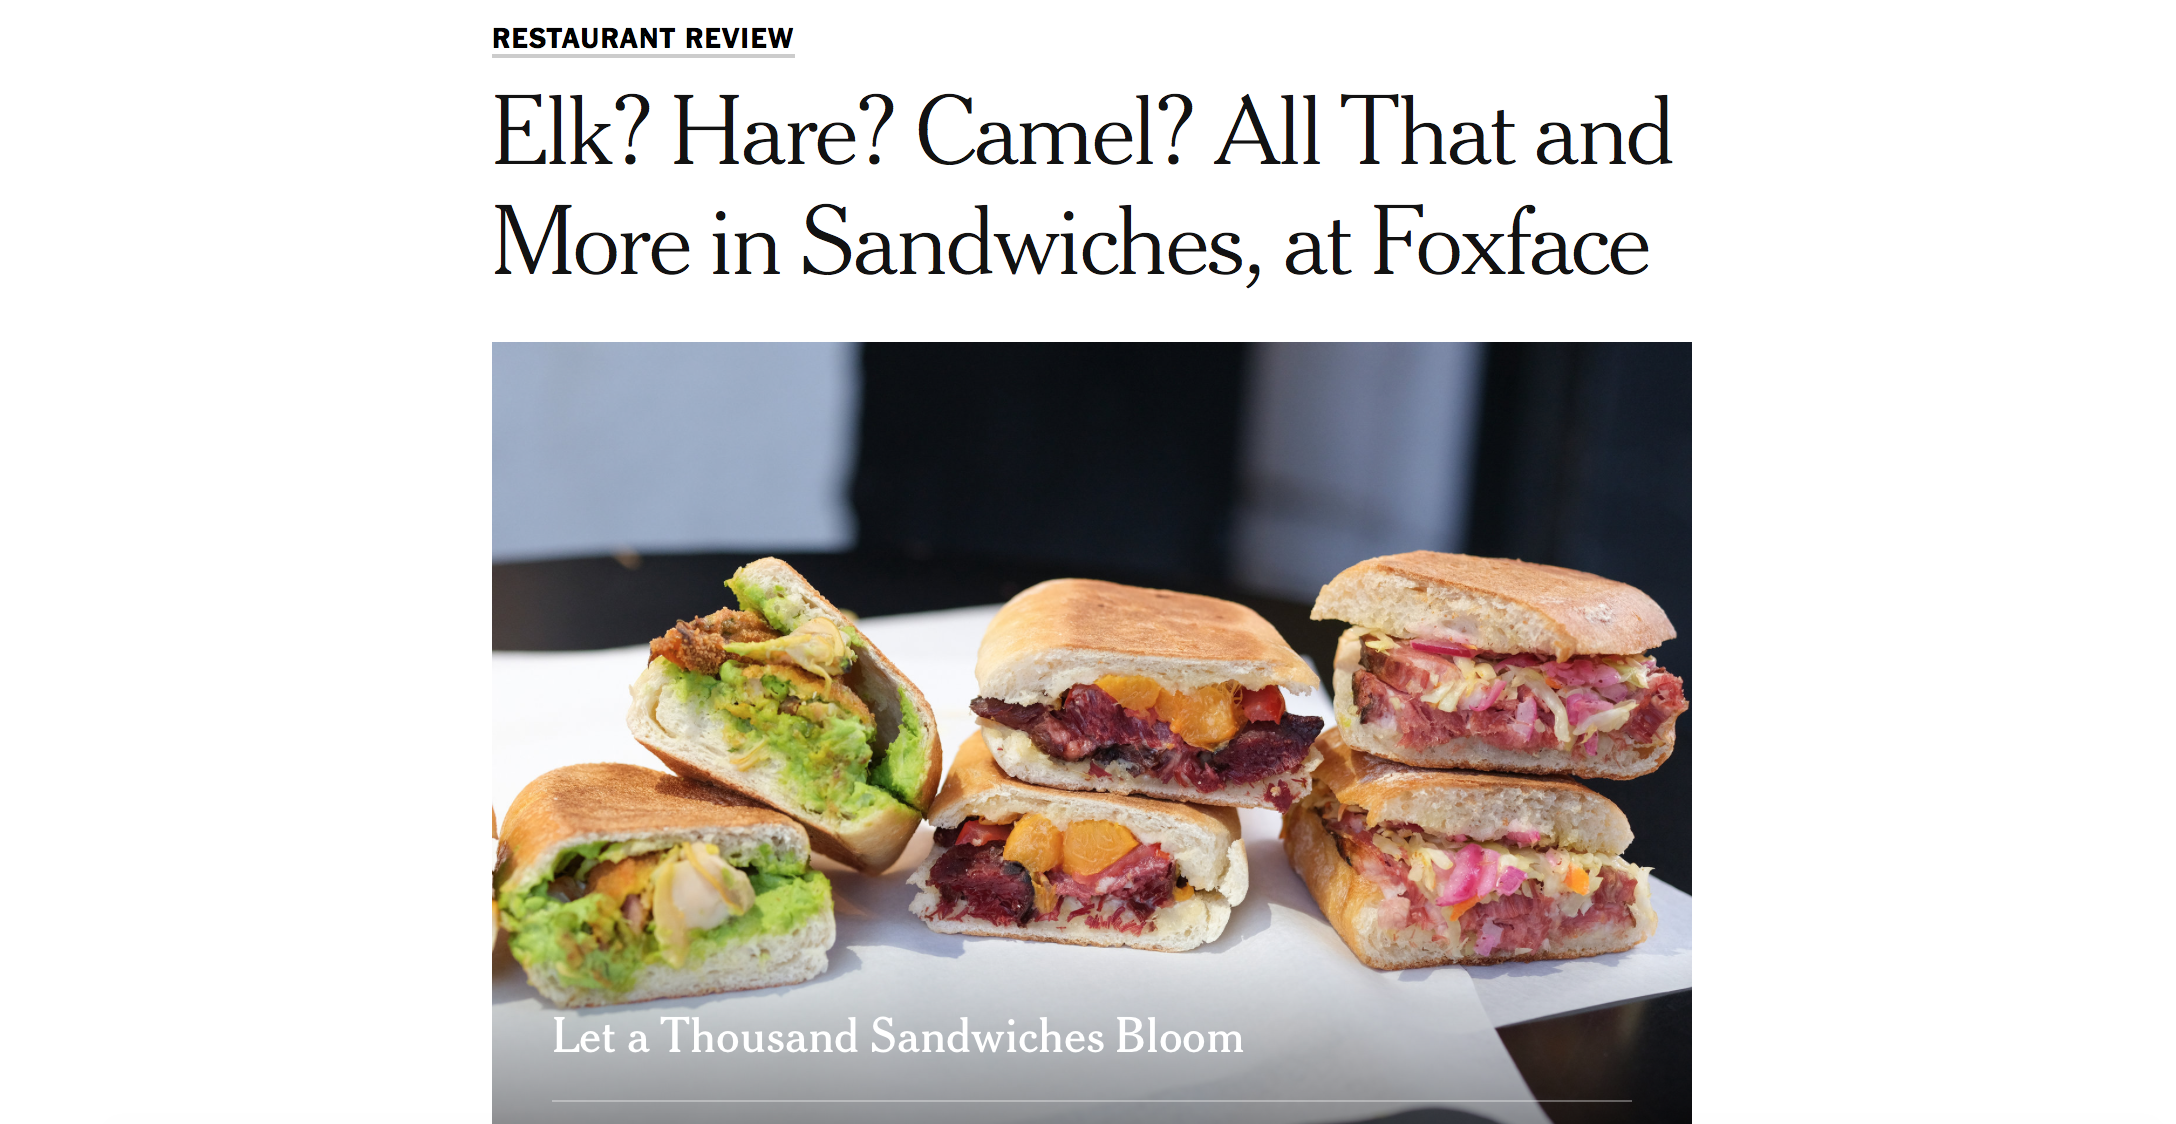 RESTAURANT REVIEW
Elk? Hare? Camel? All That and
More in Sandwiches, at Foxface
Let a Thousand Sandwiches Bloom